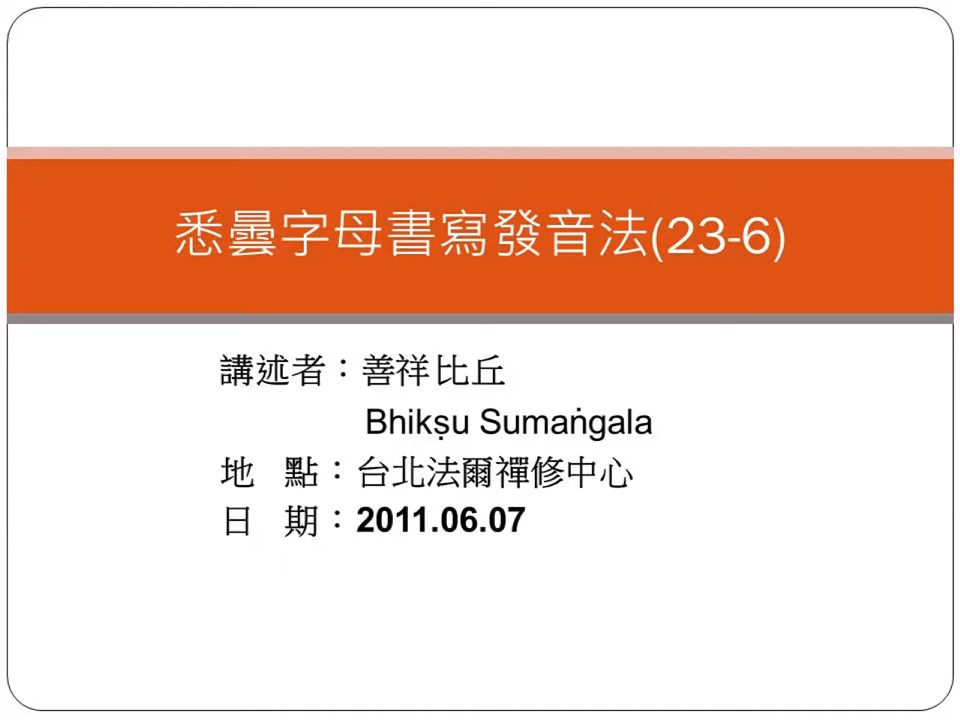 悉曇字母書寫發音法(23-6)
講述者：善祥比丘
Bhikṣu Sumaṅgala
地 點：台北法爾禪修中心
日 期：2011.06.07